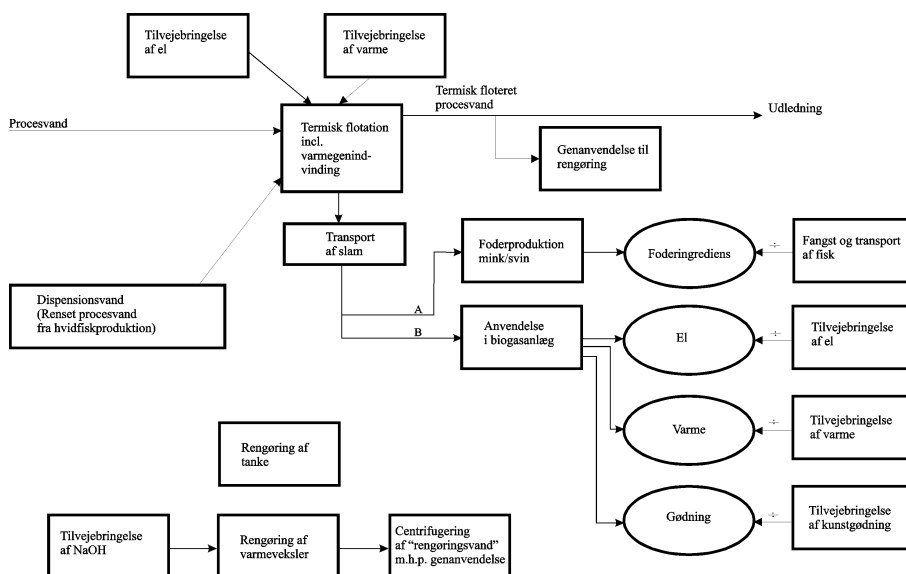 Tilvejebringelse
af el
Tilvejebringelse
af varme
Procesvand
Termisk flotation
incl.
varmegenind-
vinding
Termisk floteret
procesvand
Udledning
Genanvendelse til
rengøring
Transport
af slam
Dispensionsvand
(Renset procesvand
fra hvidfiskproduktion)
A
B
Foderproduktion
mink/svin
Foderingrediens
÷
Fangst og transport
af fisk
Anvendelse
i biogasanlæg
El
÷
Tilvejebringelse
af el
Varme
÷
Tilvejebringelse
af varme
Gødning
÷
Tilvejebringelse
af kunstgødning
Rengøring af
tanke
Tilvejebringelse
af NaOH
Rengøring af
varmeveksler
Centrifugering
af “rengøringsvand”
m.h.p. genanvendelse